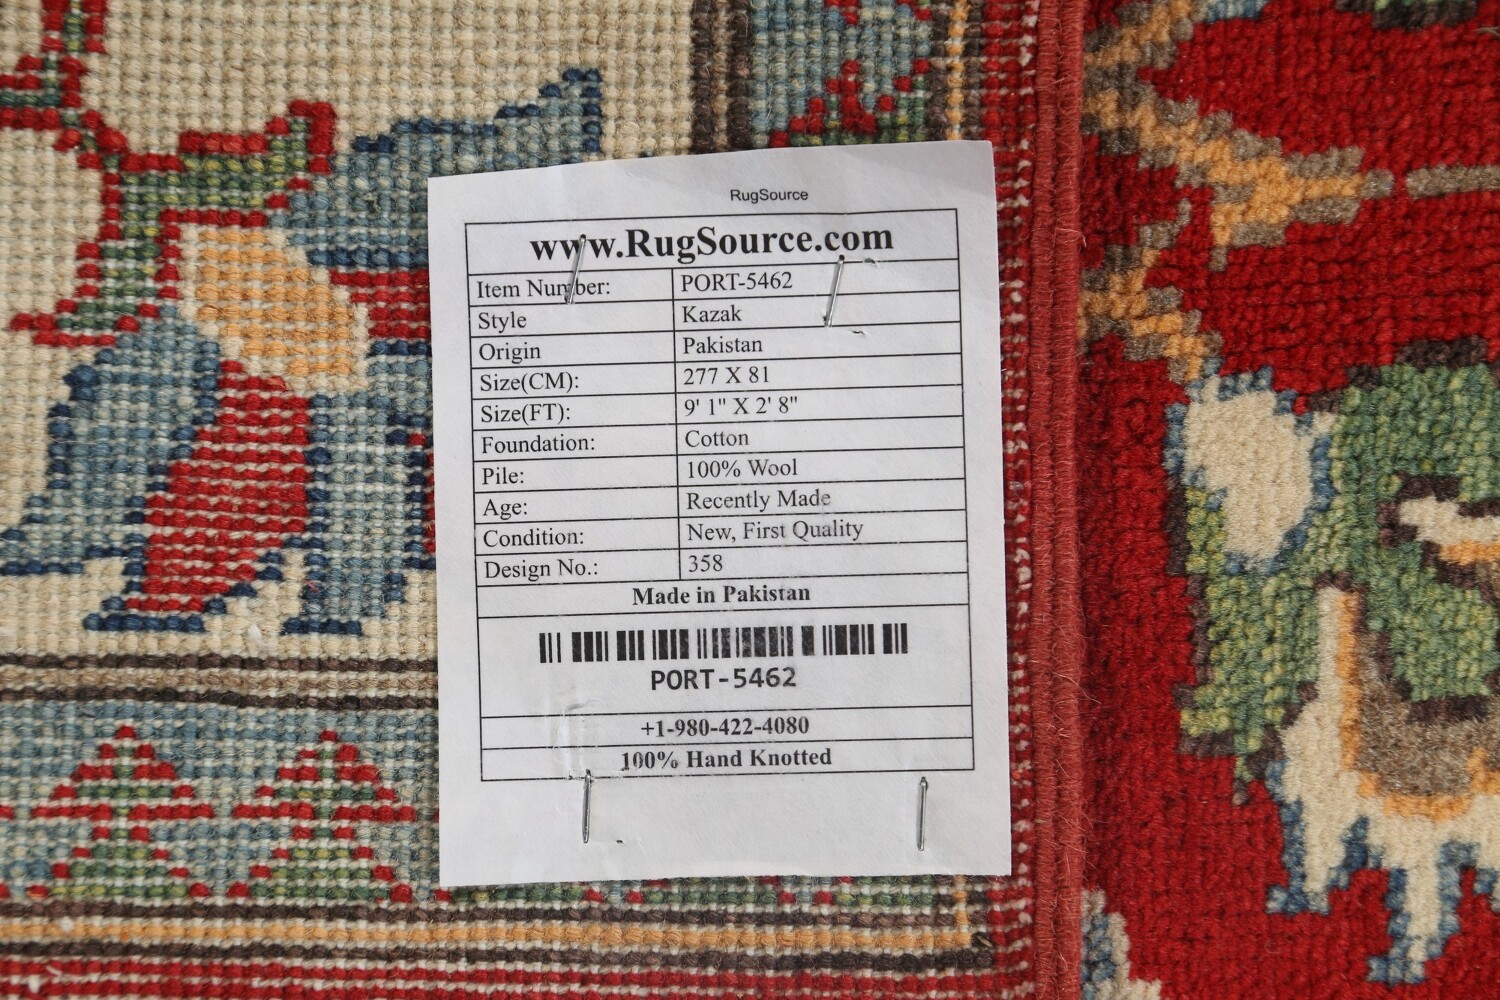 RugSource
www.RugSource.com
Item Number: PORT-5462
Style Kazak
Origin Pakistan
Size(CM): 277 X 81
Size(FT): 9' 1" X 2' 8"
Foundation: Cotton
Pile: 100% Wool
Age: Recently Made
Condition: New, First Quality
Design No.: 358
Made in Pakistan
PORT-5462
+1-980-422-4080
100% Hand Knotted